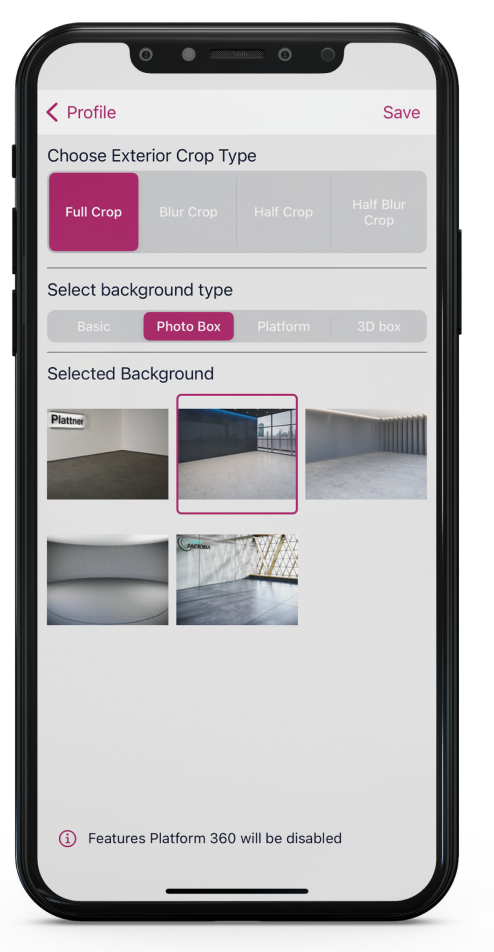 Profile
Save
Choose Exterior Crop Type
Full Crop
Blur Crop
Half Crop
Half Blur
Crop
Select background type
Basic
Photo Box
Platform
3D box
Selected Background
Plattner
FACTORIA
Features Platform 360 will be disabled